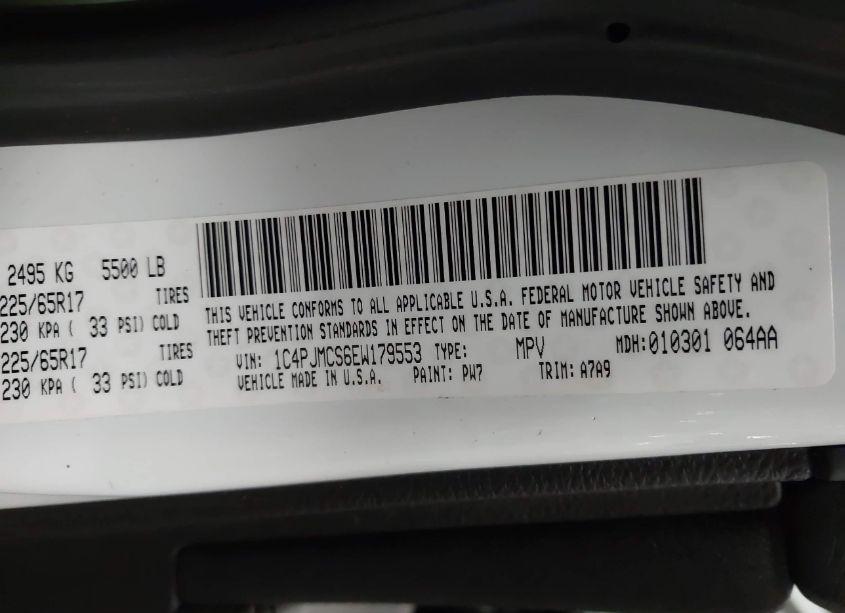 2495 KG 5500 LB
225/65R17 TIRES
230 KPA ( 33 PSI) COLD
225/65R17 TIRES
230 KPA ( 33 PSI) COLD
THIS VEHICLE CONFORMS TO ALL APPLICABLE U.S.A. FEDERAL MOTOR VEHICLE SAFETY AND
THEFT PREVENTION STANDARDS IN EFFECT ON THE DATE OF MANUFACTURE SHOWN ABOVE.
VIN: 1C4PJMCS6EW179553 TYPE: MPV MDH:010301 064AA
VEHICLE MADE IN U.S.A. PAINT: PW7 TRIM: A7A9